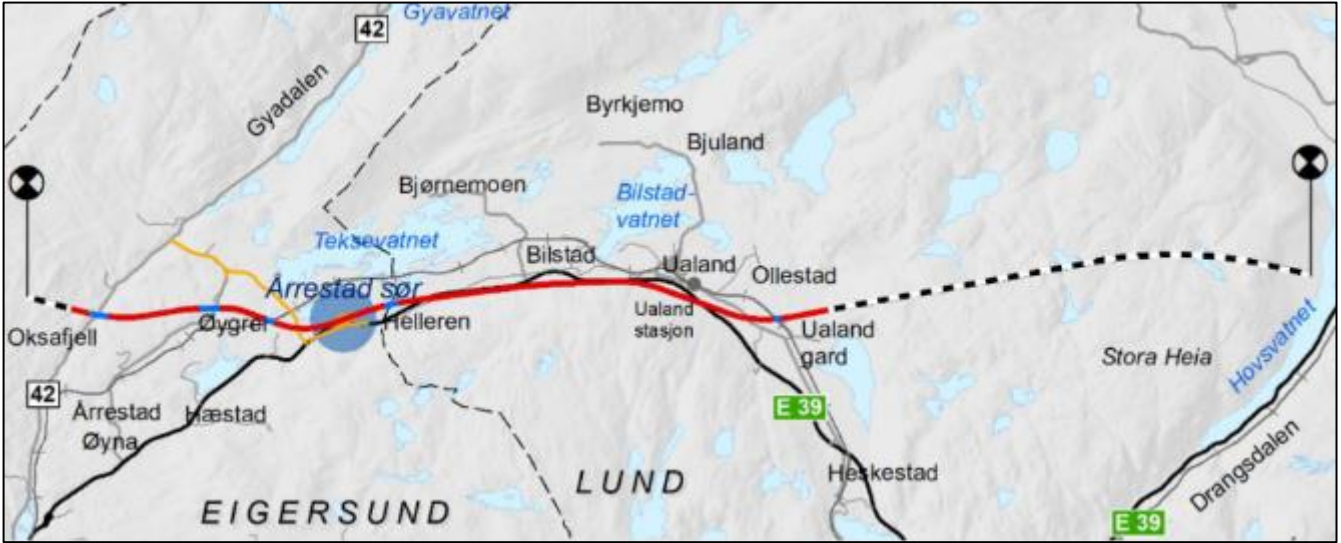 Gyavatnet
42
Gyadalen
Byrkjemo
Bjuland
Bjørnemoen
Bilstad-
vatnet
Teksevatnet
Bilstad
Ualand
Ollestad
Årrestad sør
Oksafjell
Øygrei
Helleren
Ualand
stasjon
Ualand
gard
Stora Heia
Hovsvatnet
42
Årrestad
Øyna
Hæstad
E 39
Heskestad
LUND
Drangsdalen
EIGERSUND
E 39